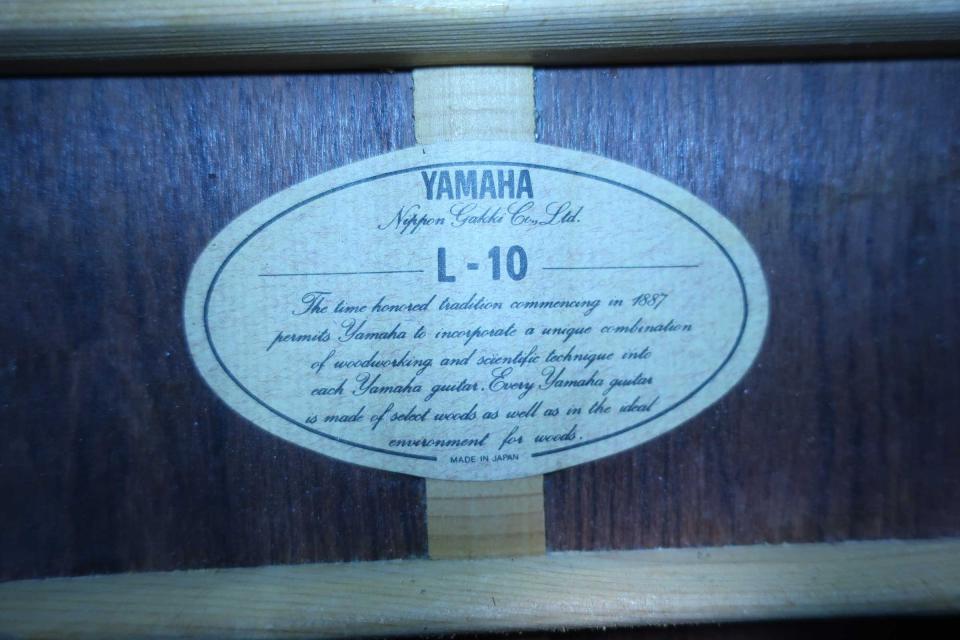 YAMAHA
Nippon Gakki Co., Ltd.
L-10
The time honored tradition commencing in 1887
permits Yamaha to incorporate a unique combination
of woodworking and scientific technique into
each Yamaha guitar. Every Yamaha guitar
is made of select woods as well as in the ideal
environment for woods.
MADE IN JAPAN